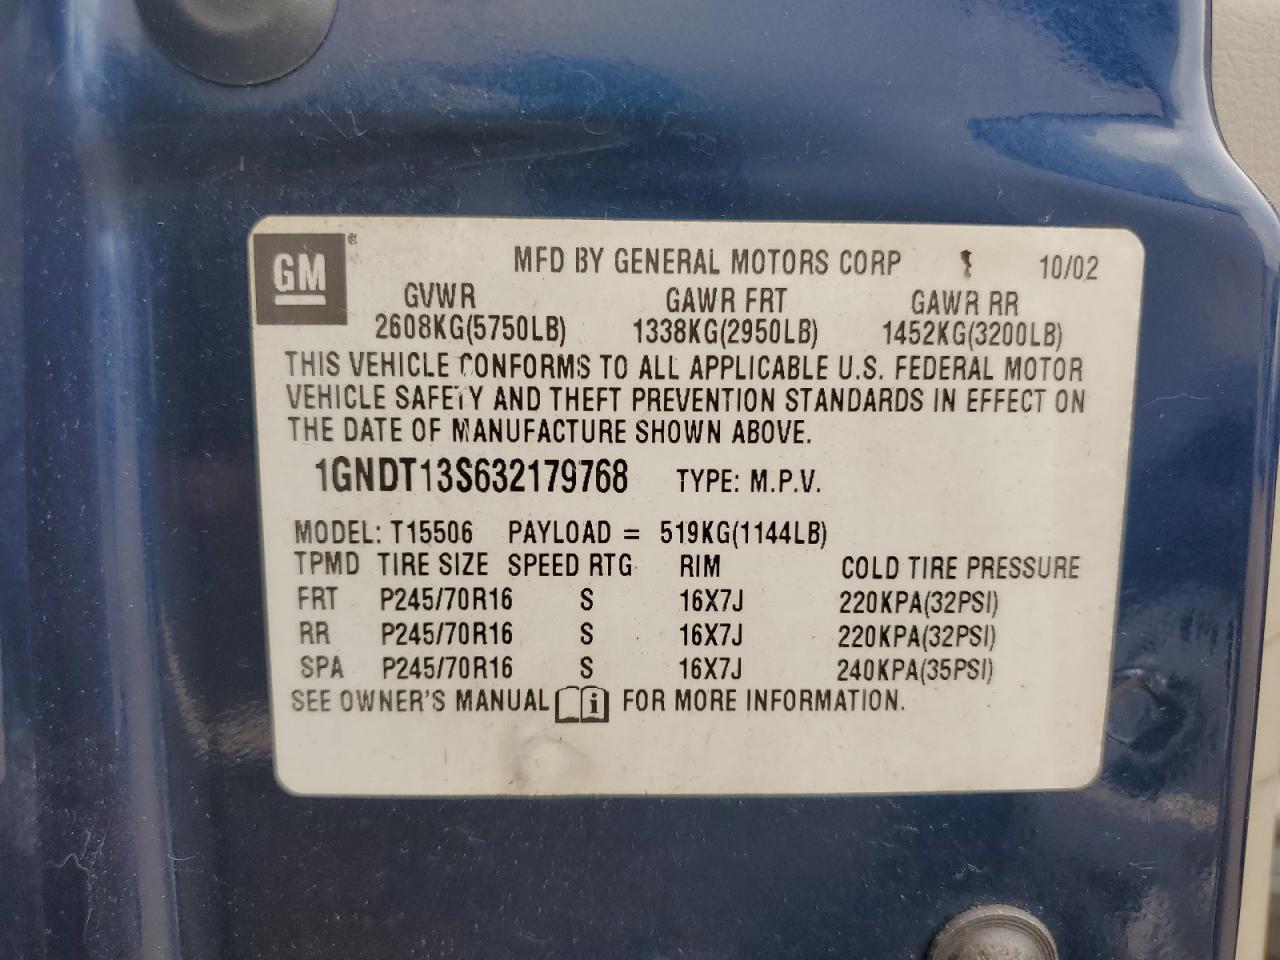 GM® MFD BY GENERAL MOTORS CORP 10/02
GVWR GAWR FRT GAWR RR
2608KG(5750LB) 1338KG(2950LB) 1452KG(3200LB)
THIS VEHICLE CONFORMS TO ALL APPLICABLE U.S. FEDERAL MOTOR
VEHICLE SAFETY AND THEFT PREVENTION STANDARDS IN EFFECT ON
THE DATE OF MANUFACTURE SHOWN ABOVE.
1GNDT13S632179768 TYPE: M.P.V.
MODEL: T15506 PAYLOAD = 519KG(1144LB)
TPMD TIRE SIZE SPEED RTG RIM COLD TIRE PRESSURE
FRT P245/70R16 S 16X7J 220KPA(32PSI)
RR P245/70R16 S 16X7J 220KPA(32PSI)
SPA P245/70R16 S 16X7J 240KPA(35PSI)
SEE OWNER'S MANUAL i FOR MORE INFORMATION.